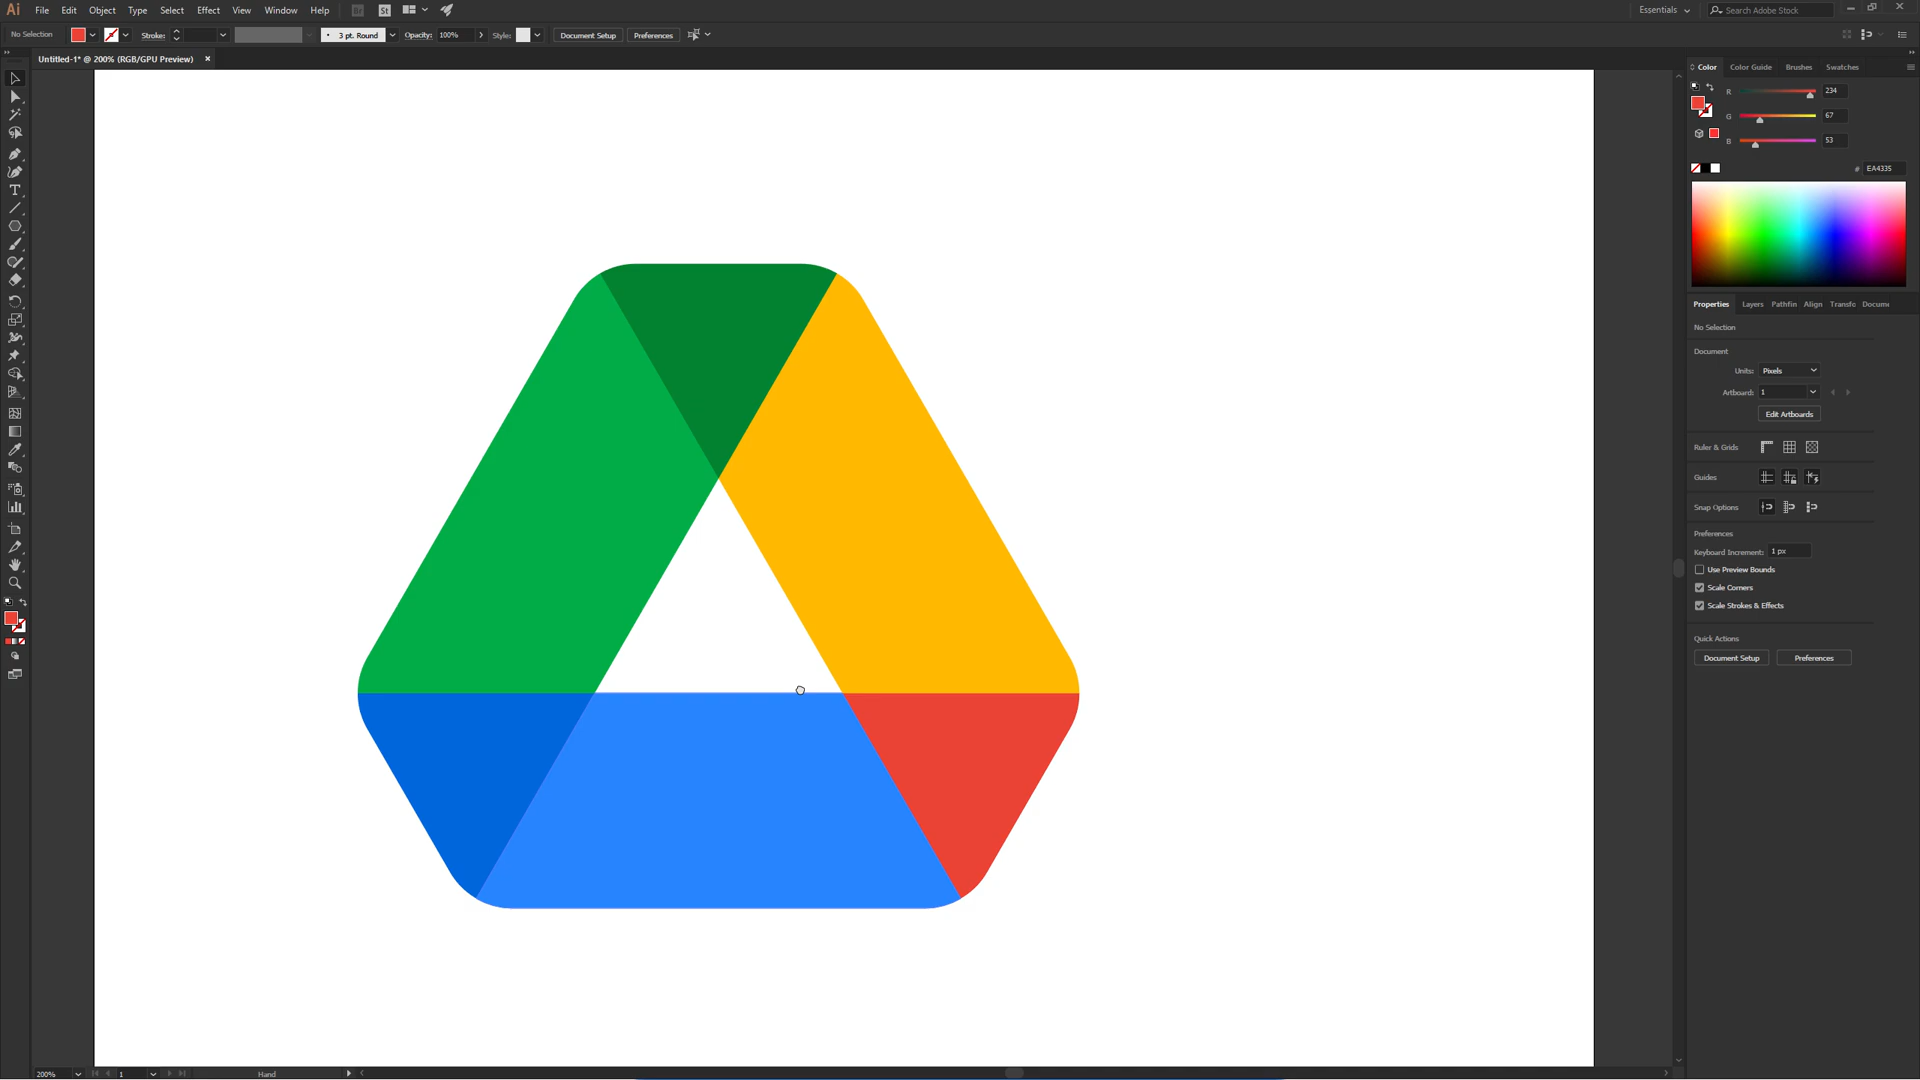 Ai File Edit Object Type Select Effect View Window Help Br St Essentials Search Adobe Stock
No Selection Stroke: 3 pt. Round Opacity: 100% Style: Document Setup Preferences
Untitled-1* @ 200% (RGB/GPU Preview) ×
Color Color Guide Brushes Swatches
R 234
G 67
B 53
# EA4335
Properties Layers Pathfin Align Transfo Docume
No Selection
Document
Units: Pixels
Artboard: 1
Edit Artboards
Ruler & Grids
Guides
Snap Options
Preferences
Keyboard Increment: 1 px
Use Preview Bounds
Scale Corners
Scale Strokes & Effects
Quick Actions
Document Setup Preferences
200% 1 Hand